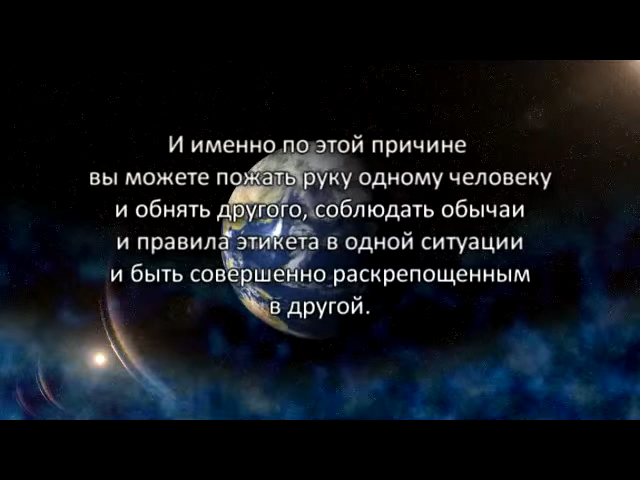 И именно по этой причине
вы можете пожать руку одному человеку
и обнять другого, соблюдать обычаи
и правила этикета в одной ситуации
и быть совершенно раскрепощенным
в другой.